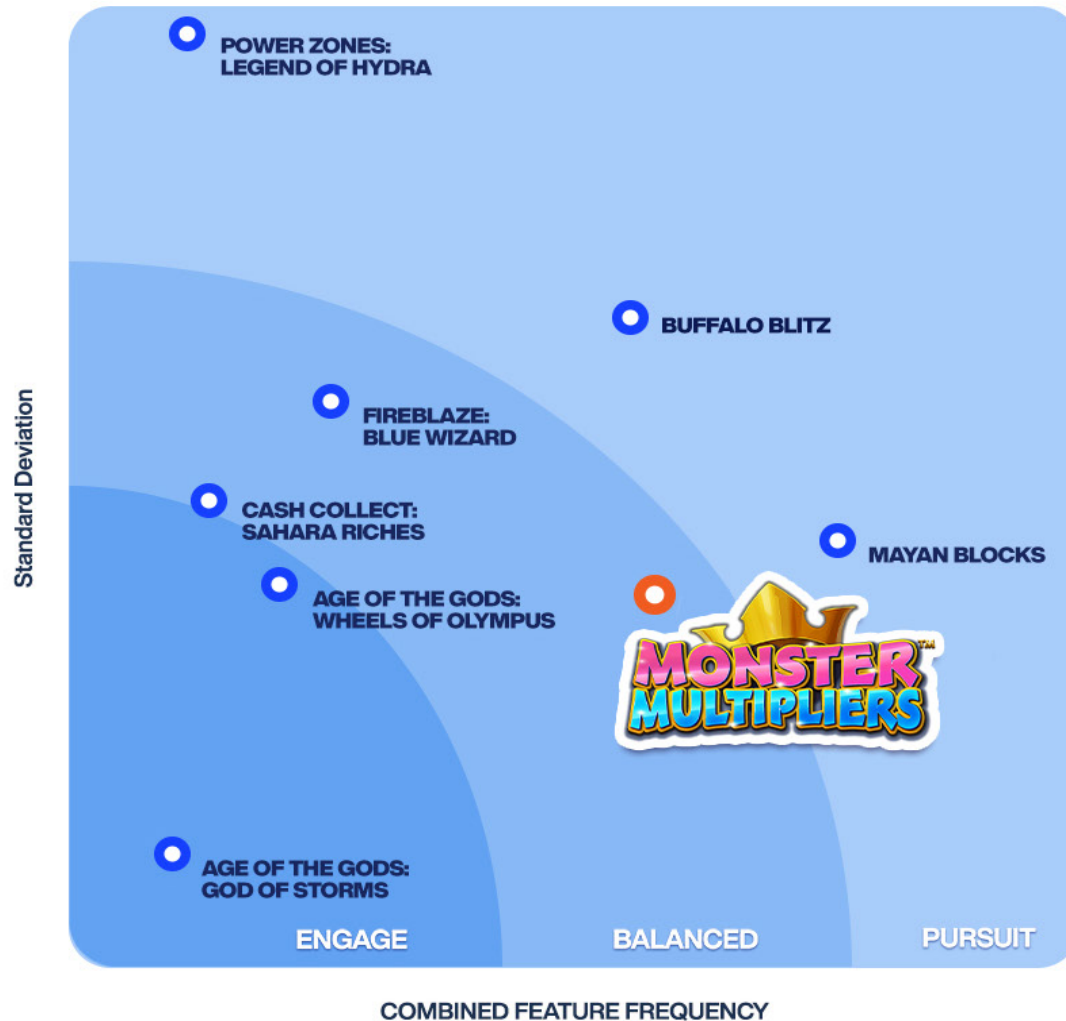 POWER ZONES:
LEGEND OF HYDRA
BUFFALO BLITZ
FIREBLAZE:
BLUE WIZARD
CASH COLLECT:
SAHARA RICHES
MAYAN BLOCKS
AGE OF THE GODS:
WHEELS OF OLYMPUS
MONSTER™
MULTIPLIERS
AGE OF THE GODS:
GOD OF STORMS
ENGAGE
BALANCED
PURSUIT
Standard Deviation
COMBINED FEATURE FREQUENCY